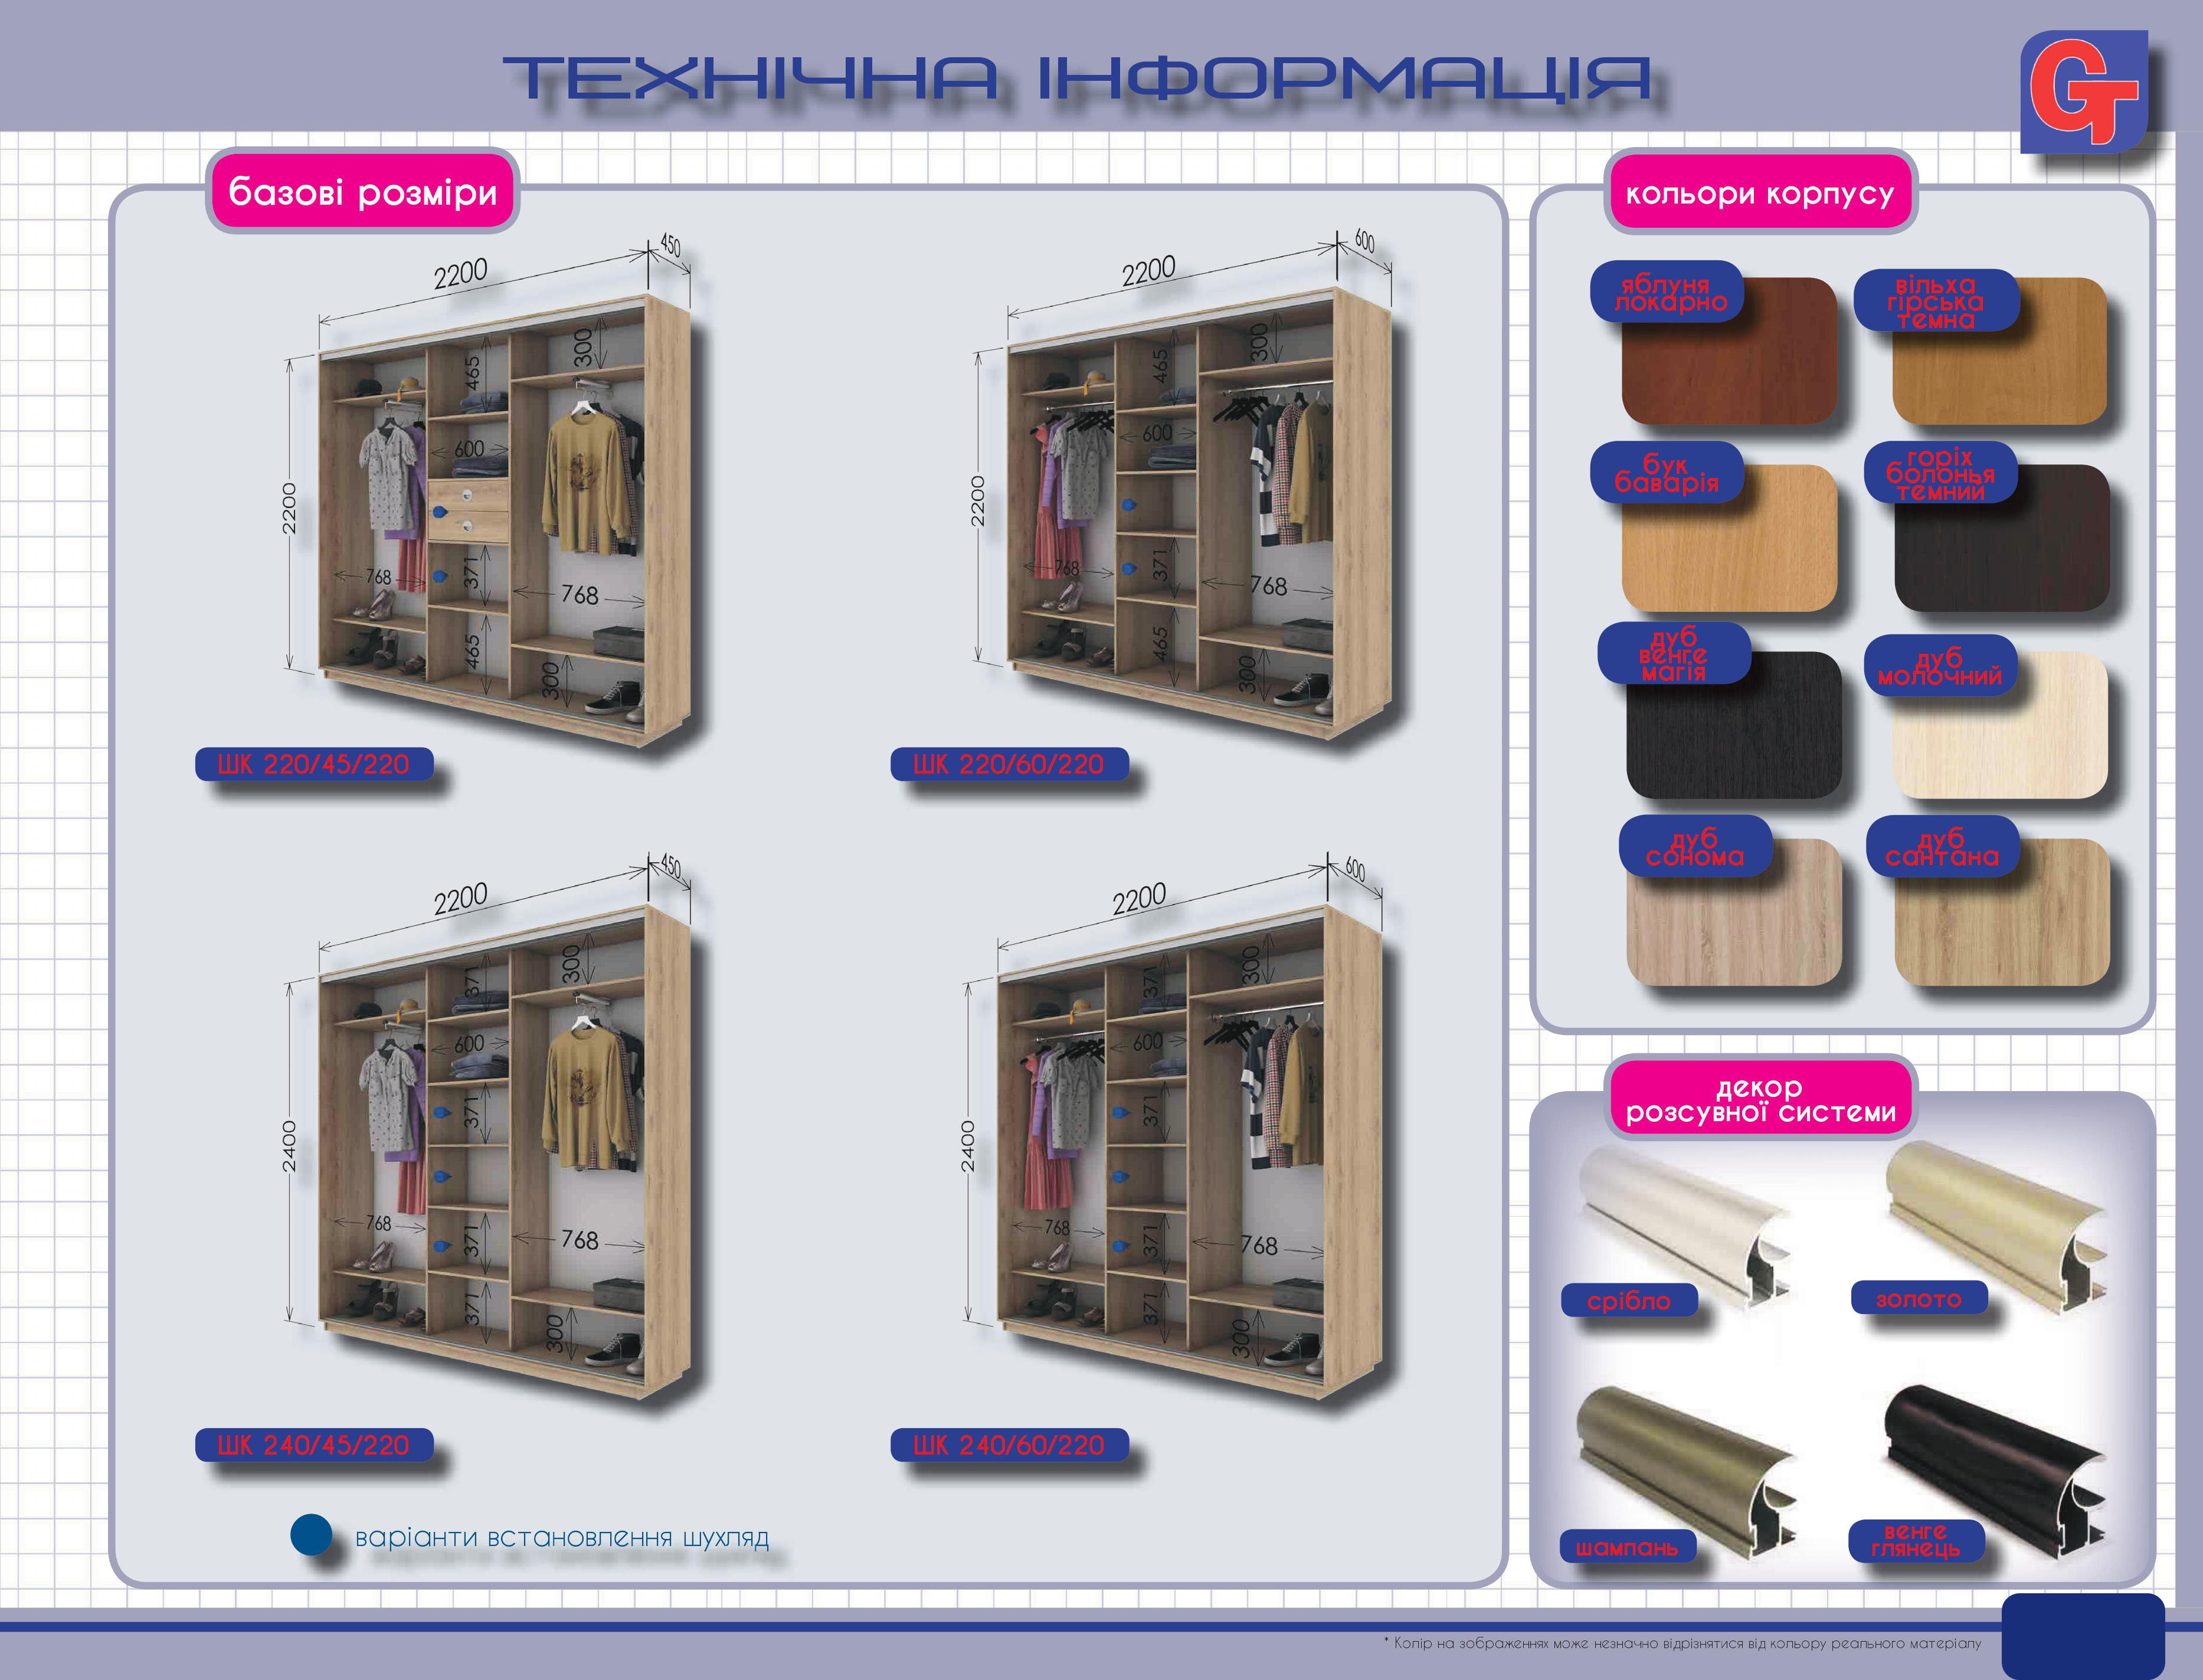 ТЕХНІЧНА ІНФОРМАЦІЯ
GT
базові розміри
2200
450
2200
465
300
600
768
371
768
465
300
ШК 220/45/220
2200
600
2200
465
300
600
768
371
768
465
300
ШК 220/60/220
2200
450
2400
371
300
600
371
768
371
768
371
300
ШК 240/45/220
2200
600
2400
371
300
600
371
768
371
768
371
300
ШК 240/60/220
варіанти встановлення шухляд
кольори корпусу
яблуня
локарно
вільха
гірська
темна
бук
баварія
горіх
болонья
темний
дуб
венге
магія
дуб
молочний
дуб
сонома
дуб
сантана
декор
розсувної системи
срібло
золото
шампань
венге
глянець
* Колір на зображеннях може незначно відрізнятися від кольору реального матеріалу